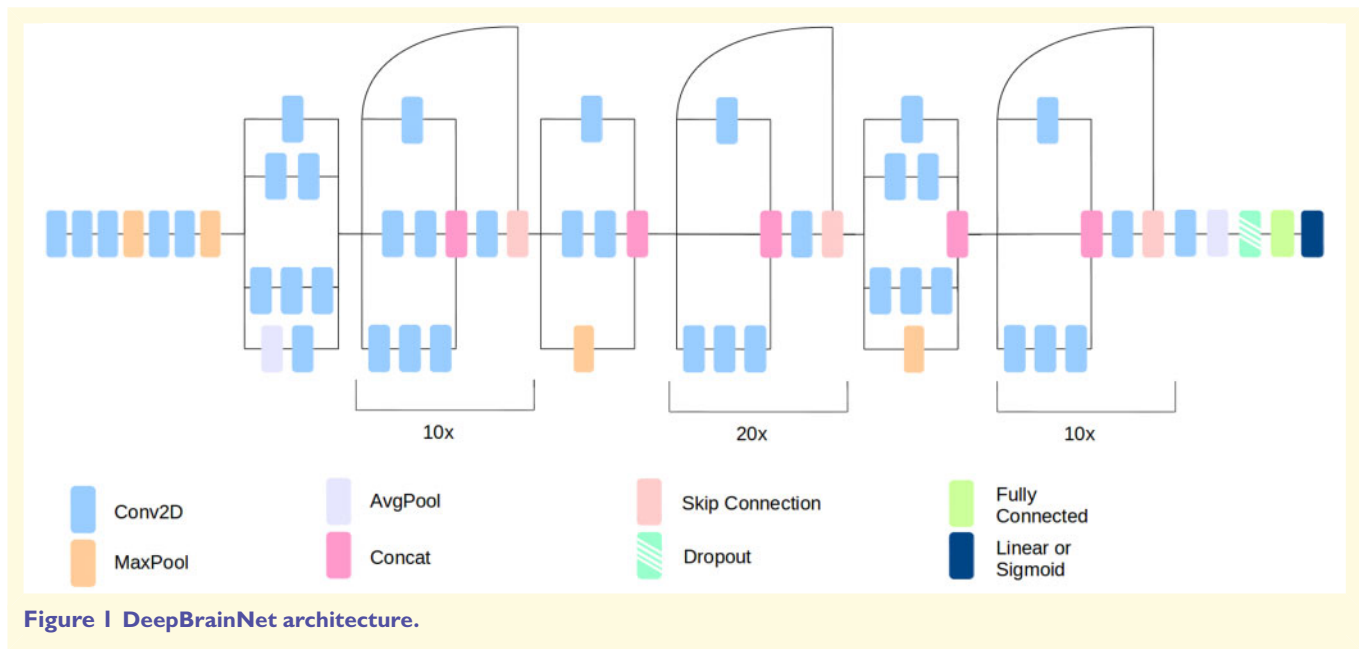 10x
20x
10x
Conv2D
MaxPool
AvgPool
Concat
Skip Connection
Dropout
Fully
Connected
Linear or
Sigmoid
Figure 1 DeepBrainNet architecture.